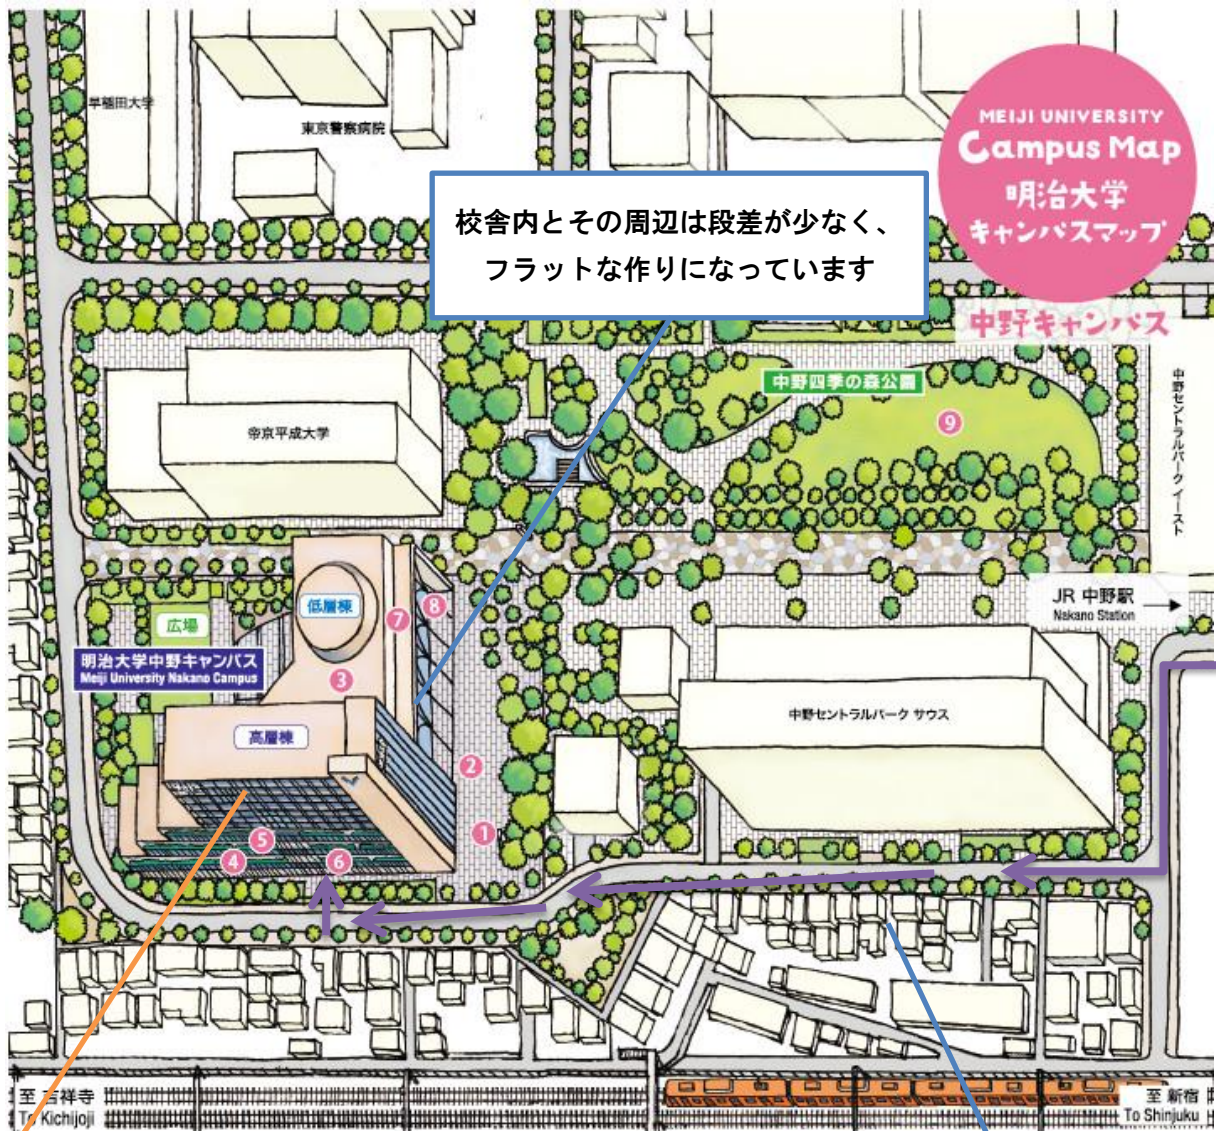 早稲田大学
東京警察病院
MEIJI UNIVERSITY
Campus Map
明治大学
キャンパスマップ
中野キャンパス
校舎内とその周辺は段差が少なく、
フラットな作りになっています
中野四季の森公園
9
中野セントラルパーク イースト
帝京平成大学
JR 中野駅
Nakano Station
低層棟
7
8
広場
明治大学中野キャンパス
Meiji University Nakano Campus
3
高層棟
中野セントラルパーク サウス
2
1
5
4
6
至 吉祥寺
To Kichijoji
至 新宿
To Shinjuku